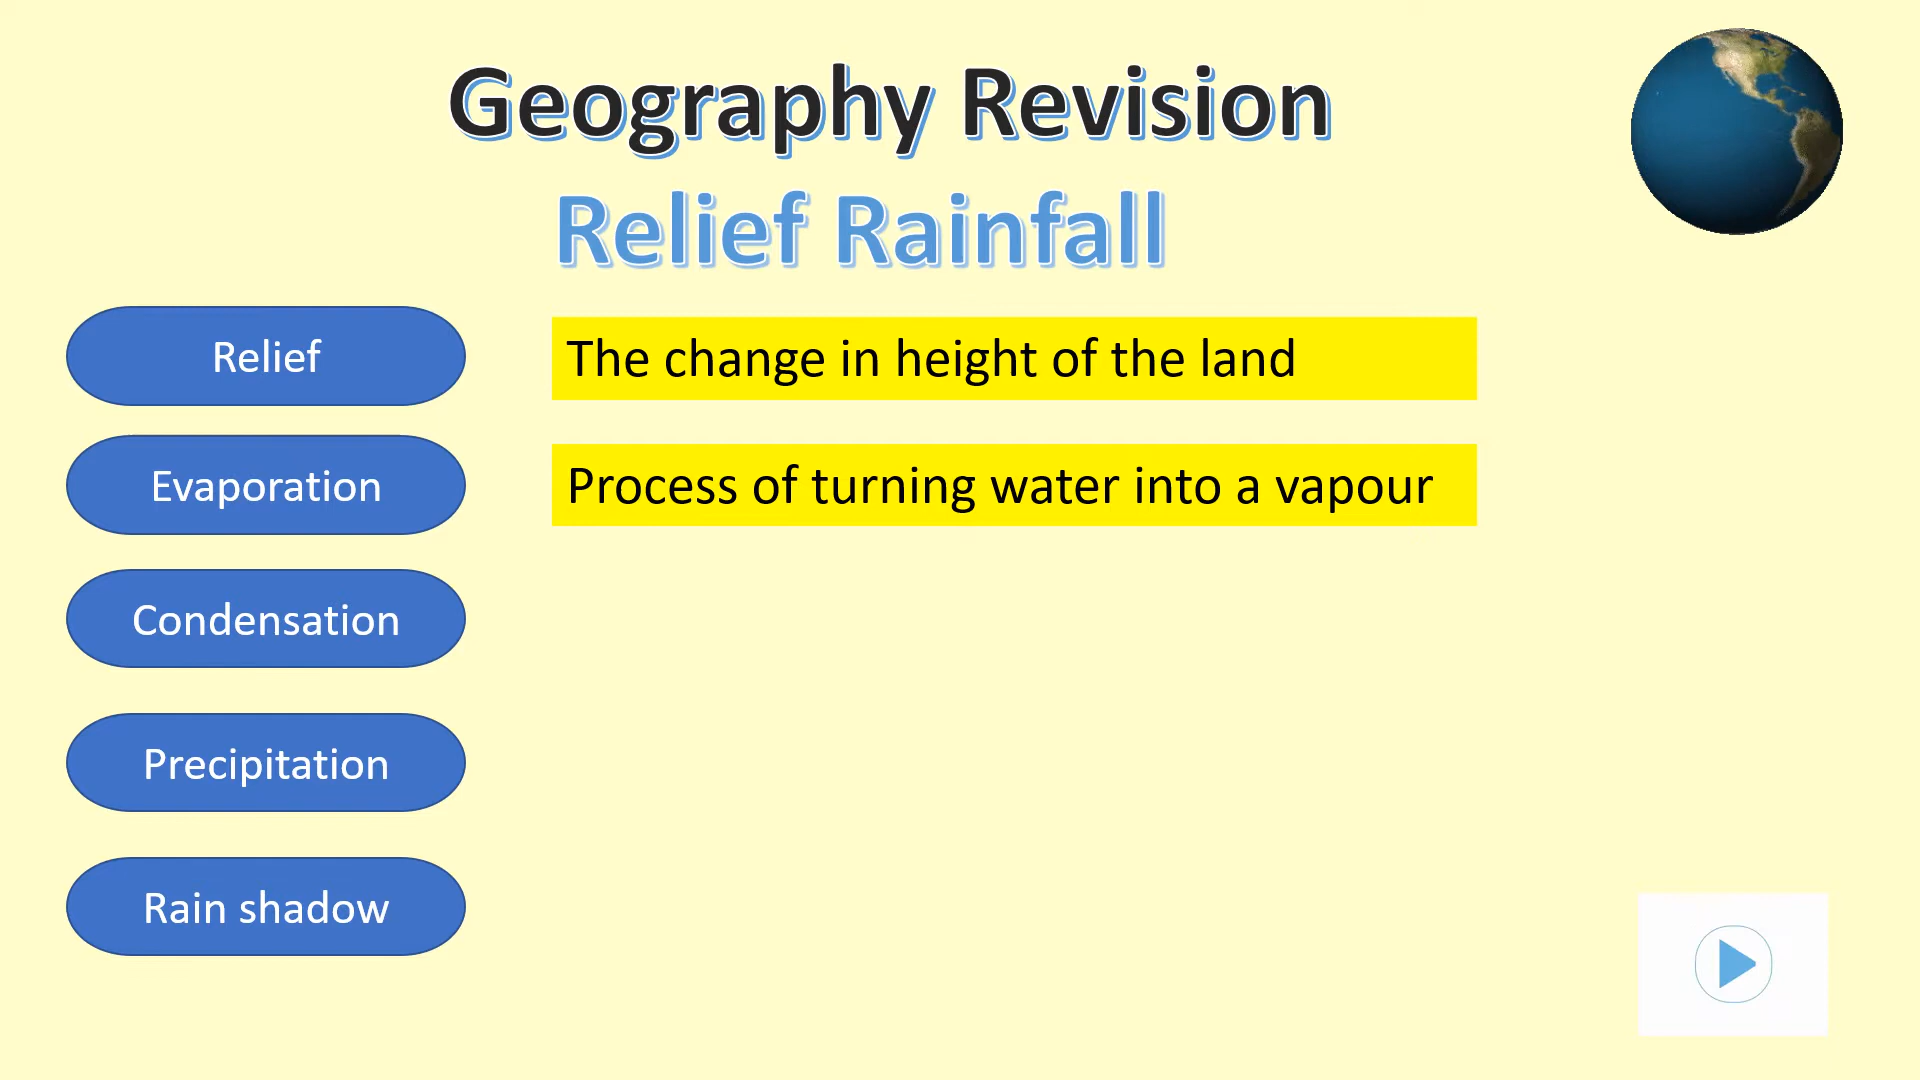 Geography Revision
Relief Rainfall
Relief
The change in height of the land
Evaporation
Process of turning water into a vapour
Condensation
Precipitation
Rain shadow